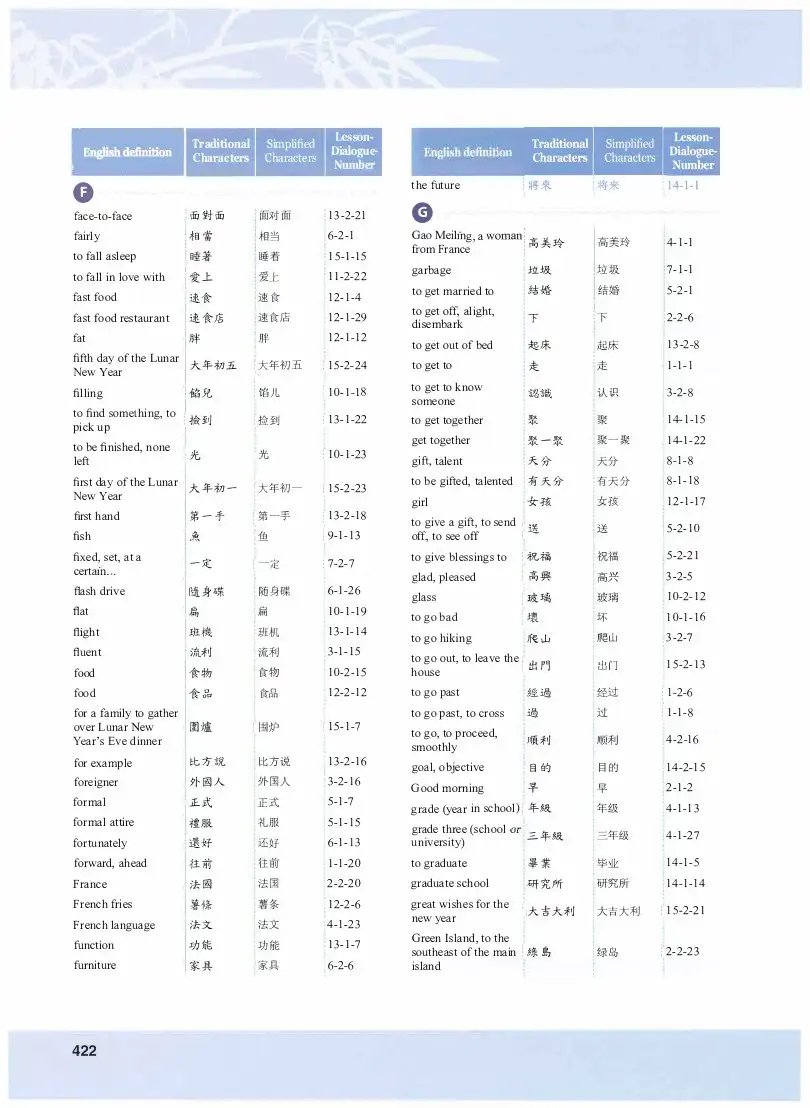 English definition Traditional Characters Simplified Characters Lesson-Dialogue-Number
F
face-to-face 面對面 面对面 13-2-21
fairly 相當 相当 6-2-1
to fall asleep 睡著 睡着 15-1-15
to fall in love with 愛上 爱上 11-2-22
fast food 速食 速食 12-1-4
fast food restaurant 速食店 速食店 12-1-29
fat 胖 胖 12-1-12
fifth day of the Lunar
New Year 大年初五 大年初五 15-2-24
filling 餡兒 馅儿 10-1-18
to find something, to
pick up 撿到 捡到 13-1-22
to be finished, none
left 光 光 10-1-23
first day of the Lunar
New Year 大年初一 大年初一 15-2-23
first hand 第一手 第一手 13-2-18
fish 魚 鱼 9-1-13
fixed, set, at a
certain... 一定 一定 7-2-7
flash drive 隨身碟 随身碟 6-1-26
flat 扁 扁 10-1-19
flight 班機 班机 13-1-14
fluent 流利 流利 3-1-15
food 食物 食物 10-2-15
food 食品 食品 12-2-12
for a family to gather
over Lunar New
Year's Eve dinner 圍爐 围炉 15-1-7
for example 比方說 比方说 13-2-16
foreigner 外國人 外国人 3-2-16
formal 正式 正式 5-1-7
formal attire 禮服 礼服 5-1-15
fortunately 還好 还好 6-1-13
forward, ahead 往前 往前 1-1-20
France 法國 法国 2-2-20
French fries 薯條 薯条 12-2-6
French language 法文 法文 4-1-23
function 功能 功能 13-1-7
furniture 家具 家具 6-2-6
English definition Traditional Characters Simplified Characters Lesson-Dialogue-Number
the future 將來 将来 14-1-1
G
Gao Meiling, a woman
from France 高美玲 高美玲 4-1-1
garbage 垃圾 垃圾 7-1-1
to get married to 結婚 结婚 5-2-1
to get off, alight,
disembark 下 下 2-2-6
to get out of bed 起床 起床 13-2-8
to get to 走 走 1-1-1
to get to know
someone 認識 认识 3-2-8
to get together 聚 聚 14-1-15
get together 聚一聚 聚一聚 14-1-22
gift, talent 天分 天分 8-1-8
to be gifted, talented 有天分 有天分 8-1-18
girl 女孩 女孩 12-1-17
to give a gift, to send
off, to see off 送 送 5-2-10
to give blessings to 祝福 祝福 5-2-21
glad, pleased 高興 高兴 3-2-5
glass 玻璃 玻璃 10-2-12
to go bad 壞 坏 10-1-16
to go hiking 爬山 爬山 3-2-7
to go out, to leave the
house 出門 出门 15-2-13
to go past 經過 经过 1-2-6
to go past, to cross 過 过 1-1-8
to go, to proceed,
smoothly 順利 顺利 4-2-16
goal, objective 目的 目的 14-2-15
Good morning 早 早 2-1-2
grade (year in school) 年級 年级 4-1-13
grade three (school or
university) 三年級 三年级 4-1-27
to graduate 畢業 毕业 14-1-5
graduate school 研究所 研究所 14-1-14
great wishes for the
new year 大吉大利 大吉大利 15-2-21
Green Island, to the
southeast of the main
island 綠島 绿岛 2-2-23
422